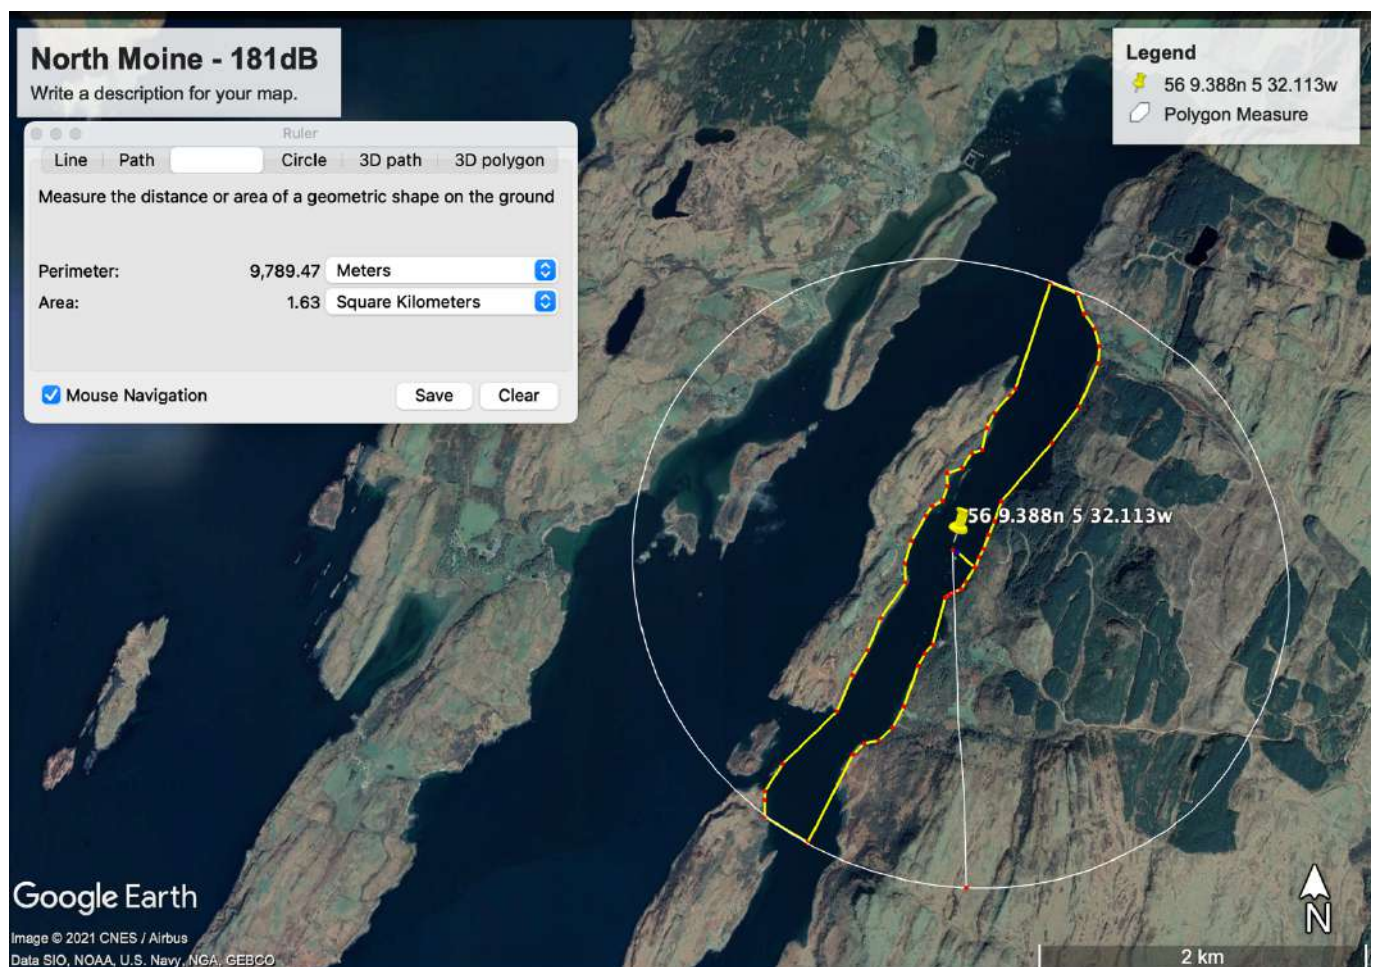 North Moine - 181dB
Write a description for your map.
Legend
56 9.388n 5 32.113w
Polygon Measure
Ruler
Line Path Circle 3D path 3D polygon
Measure the distance or area of a geometric shape on the ground
Perimeter: 9,789.47 Meters
Area: 1.63 Square Kilometers
Mouse Navigation Save Clear
56 9.388n 5 32.113w
Google Earth
Image © 2021 CNES / Airbus
Data SIO, NOAA, U.S. Navy, NGA, GEBCO
N
2 km